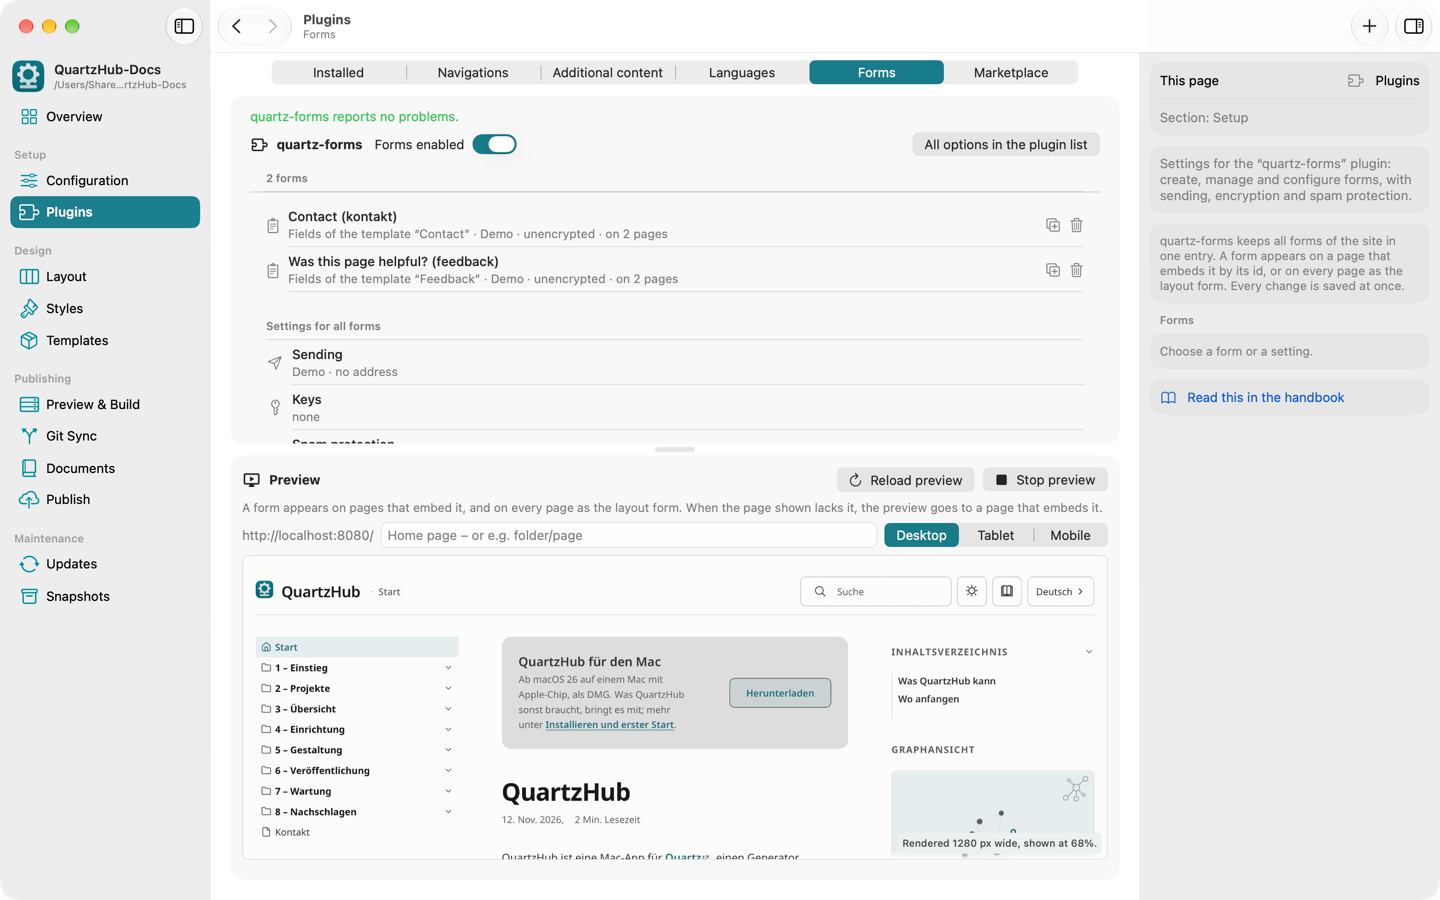 Plugins
Forms
QuartzHub-Docs
/Users/Share...rtzHub-Docs
Overview
Setup
Configuration
Plugins
Design
Layout
Styles
Templates
Publishing
Preview & Build
Git Sync
Documents
Publish
Maintenance
Updates
Snapshots
Installed
Navigations
Additional content
Languages
Forms
Marketplace
quartz-forms reports no problems.
quartz-forms Forms enabled
All options in the plugin list
2 forms
Contact (kontakt)
Fields of the template “Contact” · Demo · unencrypted · on 2 pages
Was this page helpful? (feedback)
Fields of the template “Feedback” · Demo · unencrypted · on 2 pages
Settings for all forms
Sending
Demo · no address
Keys
none
Spam protection
Preview
Reload preview
Stop preview
A form appears on pages that embed it, and on every page as the layout form. When the page shown lacks it, the preview goes to a page that embeds it.
http://localhost:8080/
Home page – or e.g. folder/page
Desktop
Tablet
Mobile
QuartzHub
· Start
Suche
Deutsch
Start
1 – Einstieg
2 – Projekte
3 – Übersicht
4 – Einrichtung
5 – Gestaltung
6 – Veröffentlichung
7 – Wartung
8 – Nachschlagen
Kontakt
QuartzHub für den Mac
Ab macOS 26 auf einem Mac mit
Apple-Chip, als DMG. Was QuartzHub
sonst braucht, bringt es mit; mehr
unter Installieren und erster Start.
Herunterladen
QuartzHub
12. Nov. 2026, 2 Min. Lesezeit
QuartzHub ist eine Mac-App für Quartz, einen Generator
INHALTSVERZEICHNIS
Was QuartzHub kann
Wo anfangen
GRAPHANSICHT
Rendered 1280 px wide, shown at 68%.
This page
Plugins
Section: Setup
Settings for the “quartz-forms” plugin:
create, manage and configure forms, with
sending, encryption and spam protection.
quartz-forms keeps all forms of the site in
one entry. A form appears on a page that
embeds it by its id, or on every page as the
layout form. Every change is saved at once.
Forms
Choose a form or a setting.
Read this in the handbook